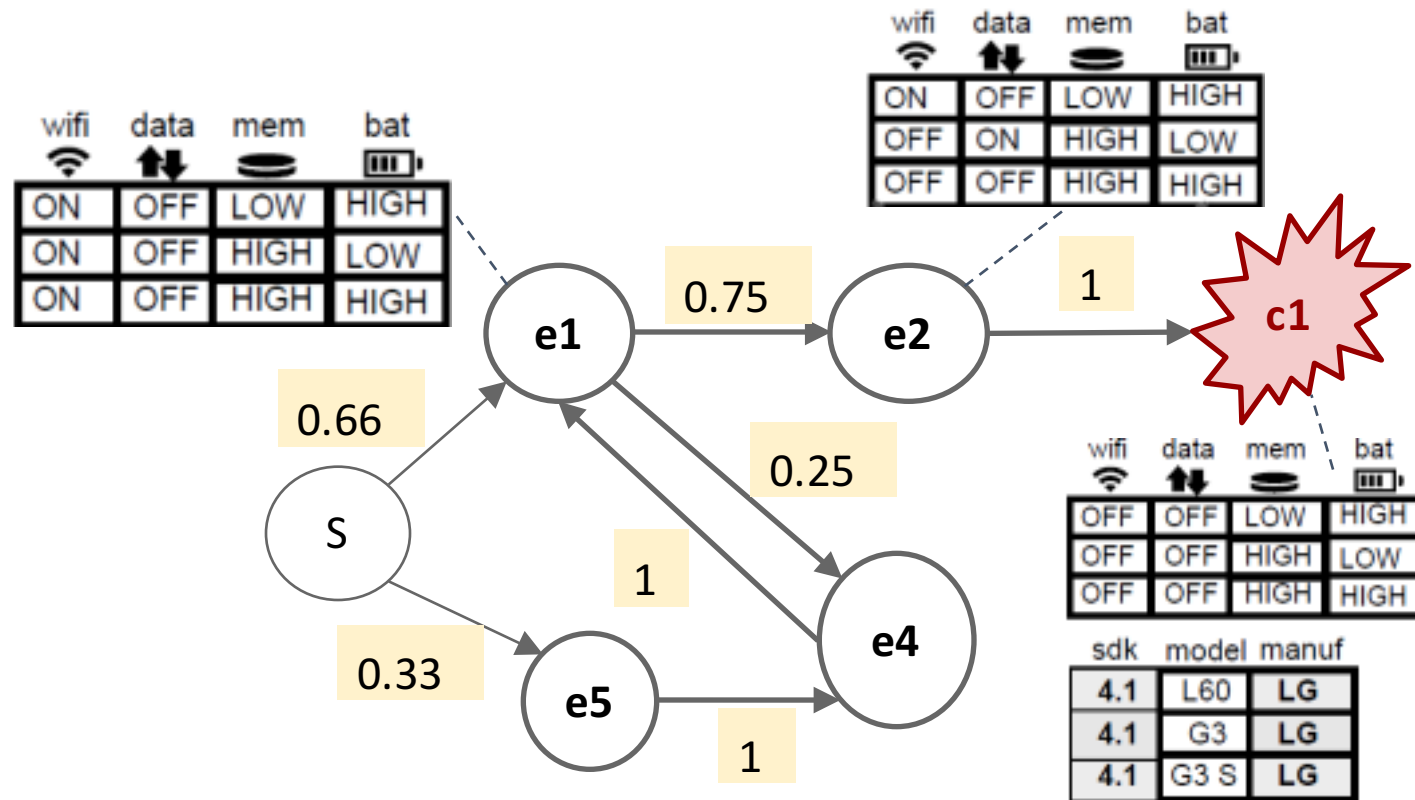 wifi data mem bat
ON OFF LOW HIGH
OFF ON HIGH LOW
OFF OFF HIGH HIGH
wifi data mem bat
ON OFF LOW HIGH
ON OFF HIGH LOW
ON OFF HIGH HIGH
e1
0.75
e2
1
c1
0.66
0.25
S
1
0.33
e5
1
e4
wifi data mem bat
OFF OFF LOW HIGH
OFF OFF HIGH LOW
OFF OFF HIGH HIGH
sdk model manuf
4.1 L60 LG
4.1 G3 LG
4.1 G3 S LG